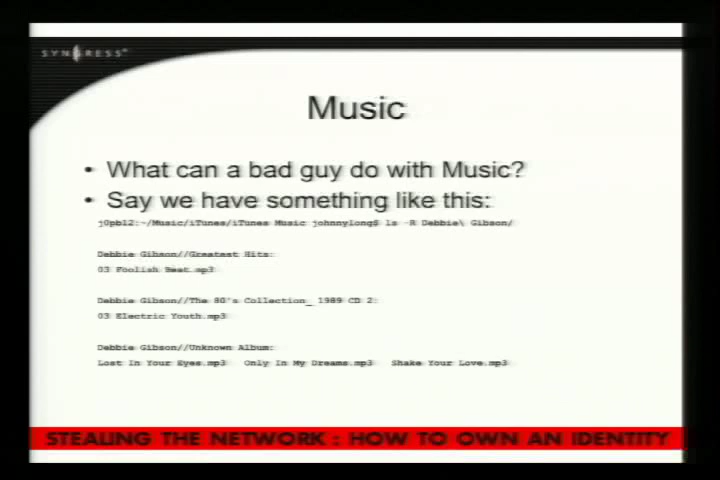 SYNGRESS
Music
• What can a bad guy do with Music?
• Say we have something like this:
j0pbl2:~/Music/iTunes/iTunes Music johnnylong$ ls -R Debbie\ Gibson/
Debbie Gibson//Greatest Hits:
03 Foolish Beat.mp3
Debbie Gibson//The 80's Collection_ 1989 CD 2:
03 Electric Youth.mp3
Debbie Gibson//Unknown Album:
Lost In Your Eyes.mp3 Only In My Dreams.mp3 Shake Your Love.mp3
STEALING THE NETWORK : HOW TO OWN AN IDENTITY